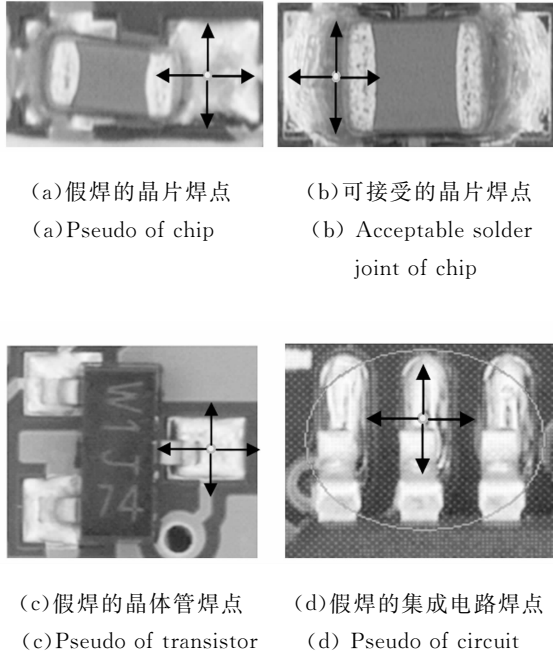 (a)假焊的晶片焊点
(a)Pseudo of chip
(b)可接受的晶片焊点
(b) Acceptable solder
joint of chip
W1J
74
(c)假焊的晶体管焊点
(c)Pseudo of transistor
(d)假焊的集成电路焊点
(d) Pseudo of circuit